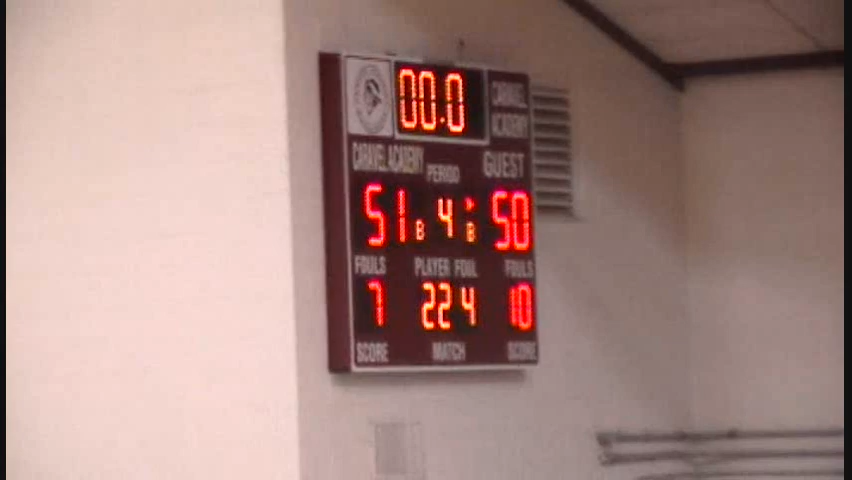 00.0
CARAVEL
ACADEMY
CARAVEL ACADEMY PERIOD GUEST
51 B 4 B 50
FOULS PLAYER FOUL FOULS
7 22 4 10
SCORE MATCH SCORE